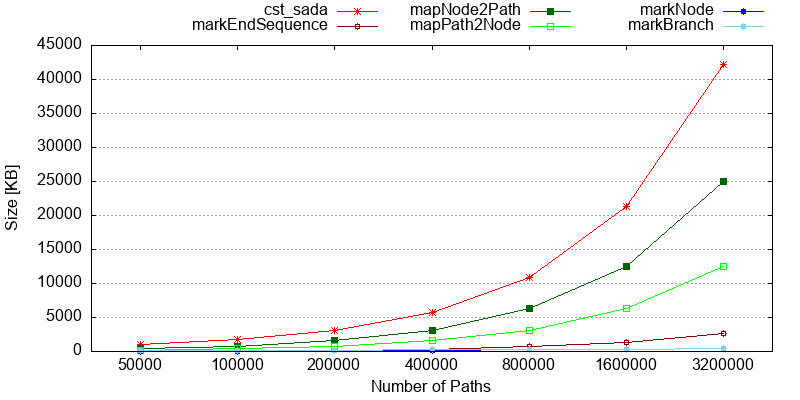 cst_sada mapNode2Path markNode
markEndSequence mapPath2Node markBranch
45000
40000
35000
30000
25000
20000
15000
10000
5000
0
Size [KB]
50000 100000 200000 400000 800000 1600000 3200000
Number of Paths